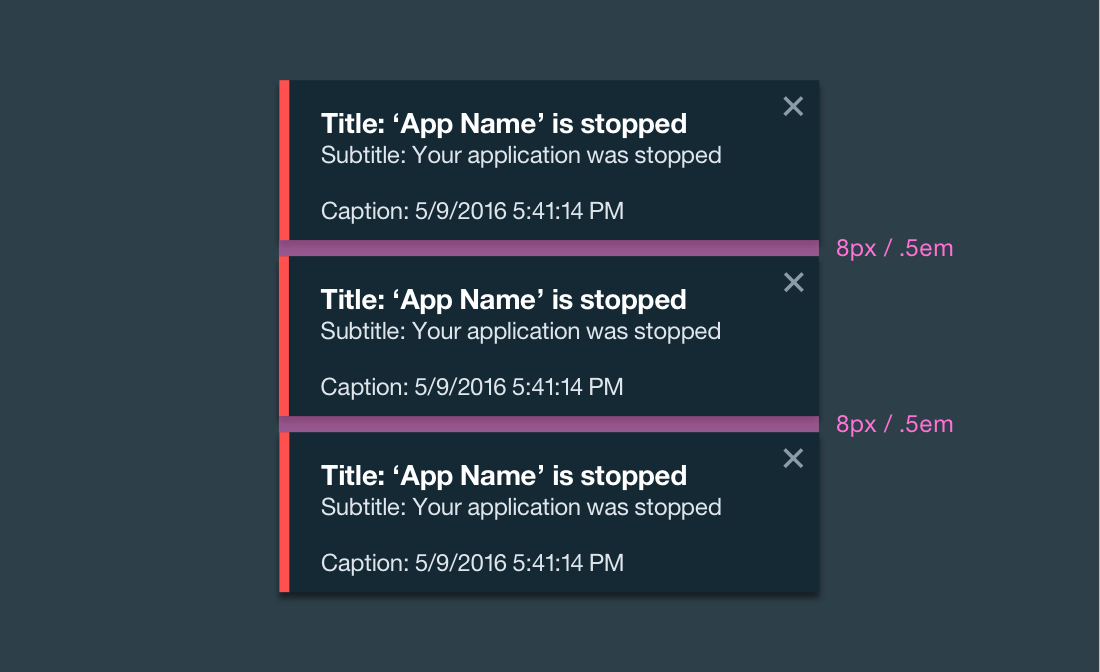 Title: ‘App Name’ is stopped
Subtitle: Your application was stopped
Caption: 5/9/2016 5:41:14 PM
8px / .5em
Title: ‘App Name’ is stopped
Subtitle: Your application was stopped
Caption: 5/9/2016 5:41:14 PM
8px / .5em
Title: ‘App Name’ is stopped
Subtitle: Your application was stopped
Caption: 5/9/2016 5:41:14 PM